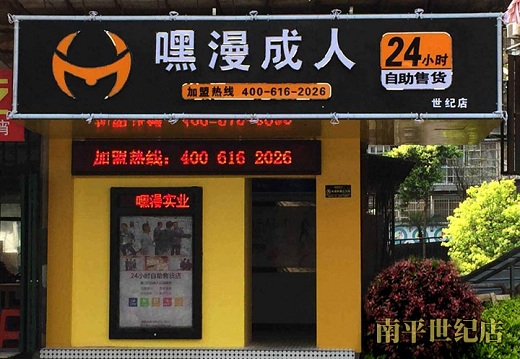 嘿漫成人
24小时
自助售货
加盟热线 400-616-2026
世纪店
加盟热线: 400 616 2026
嘿漫实业
24小时自助售货店
南平世纪店